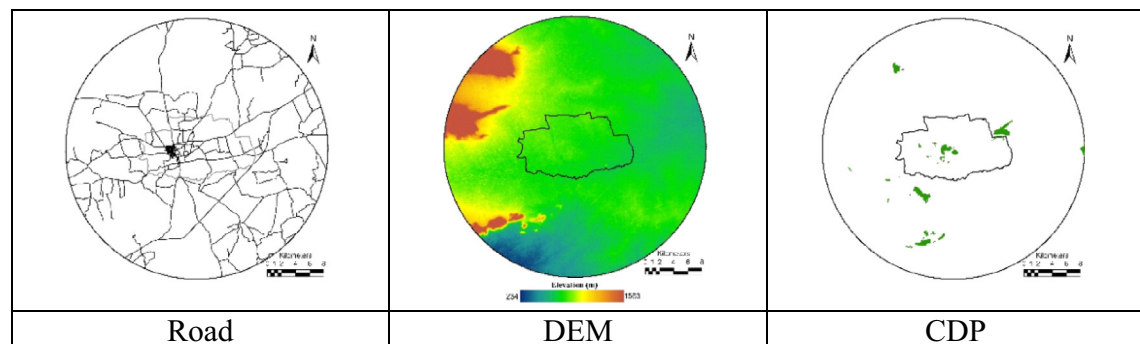 N
Kilometers
0 1 2 4 6 8
Road
N
Kilometers
0 1 2 4 6 8
Elevation (m)
234 1563
DEM
N
Kilometers
0 1 2 4 6 8
CDP